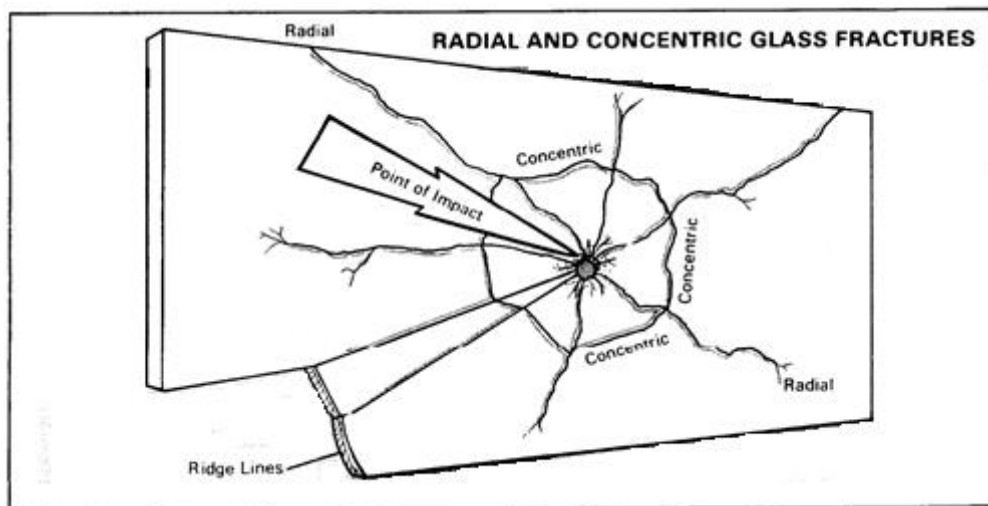 Radial
RADIAL AND CONCENTRIC GLASS FRACTURES
Concentric
Point of Impact
Concentric
Concentric
Radial
Ridge Lines